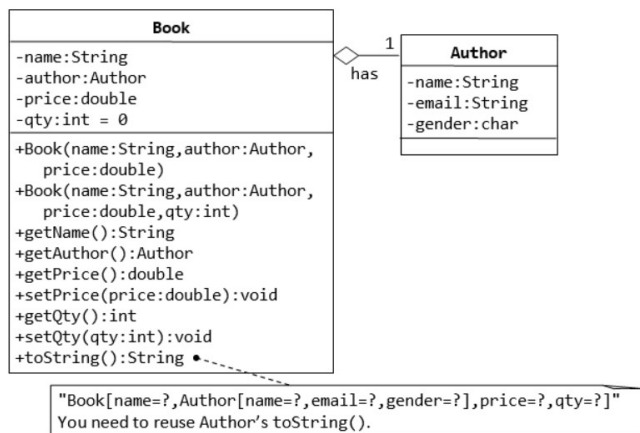 Book
-name:String
-author:Author
-price:double
-qty:int = 0
+Book(name:String,author:Author,
price:double)
+Book(name:String,author:Author,
price:double,qty:int)
+getName():String
+getAuthor():Author
+getPrice():double
+setPrice(price:double):void
+getQty():int
+setQty(qty:int):void
+toString():String
1
has
Author
-name:String
-email:String
-gender:char
"Book[name=?,Author[name=?,email=?,gender=?],price=?,qty=?]"
You need to reuse Author’s toString().